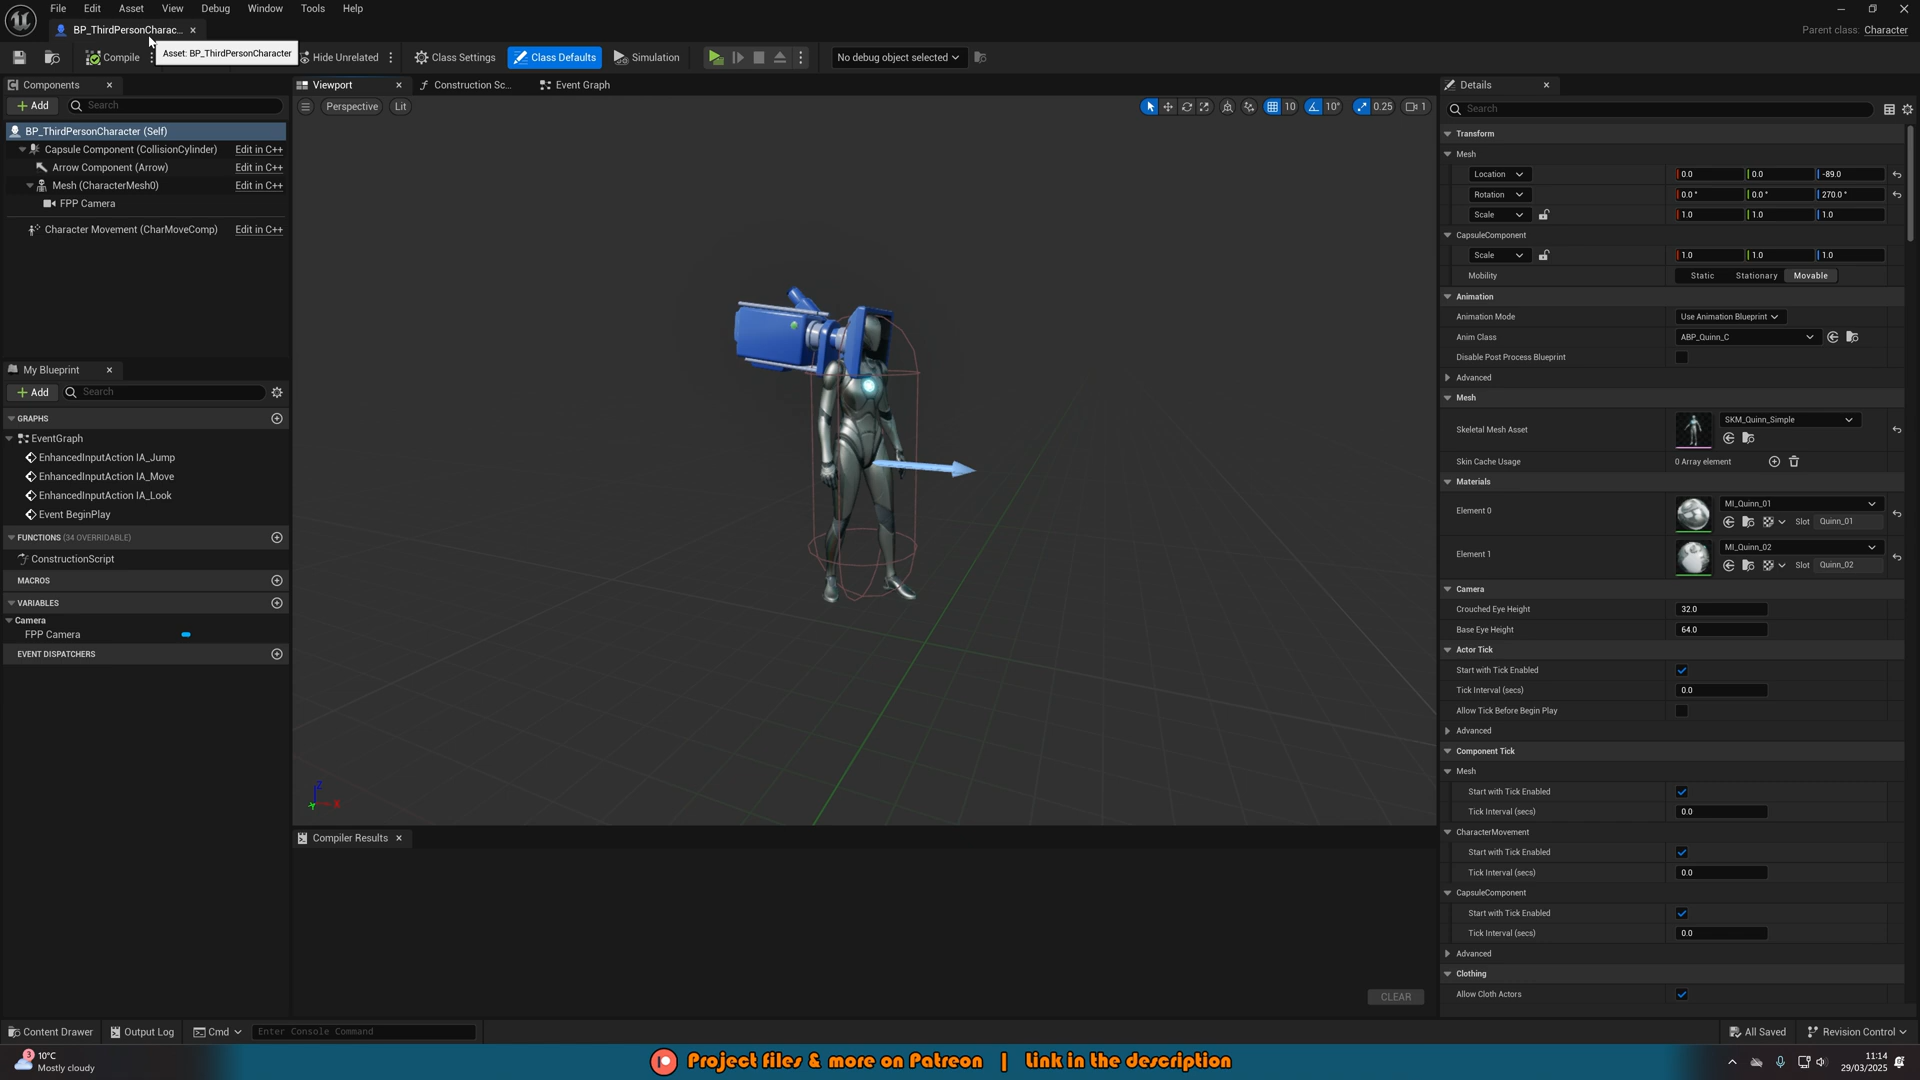 File Edit Asset View Debug Window Tools Help
BP_ThirdPersonCharac...
Parent class: Character
Compile
Asset: BP_ThirdPersonCharacter
Hide Unrelated
Class Settings
Class Defaults
Simulation
No debug object selected
Components
Add
Search
BP_ThirdPersonCharacter (Self)
Capsule Component (CollisionCylinder) Edit in C++
Arrow Component (Arrow) Edit in C++
Mesh (CharacterMesh0) Edit in C++
FPP Camera
Character Movement (CharMoveComp) Edit in C++
My Blueprint
Add
Search
GRAPHS
EventGraph
EnhancedInputAction IA_Jump
EnhancedInputAction IA_Move
EnhancedInputAction IA_Look
Event BeginPlay
FUNCTIONS (34 OVERRIDABLE)
ConstructionScript
MACROS
VARIABLES
Camera
FPP Camera
EVENT DISPATCHERS
Viewport
Construction Sc...
Event Graph
Perspective
Lit
10
10°
0.25
1
Z
X
Y
Compiler Results
CLEAR
Details
Search
Transform
Mesh
Location 0.0 0.0 -89.0
Rotation 0.0 ° 0.0 ° 270.0 °
Scale 1.0 1.0 1.0
CapsuleComponent
Scale 1.0 1.0 1.0
Mobility Static Stationary Movable
Animation
Animation Mode Use Animation Blueprint
Anim Class ABP_Quinn_C
Disable Post Process Blueprint
Advanced
Mesh
Skeletal Mesh Asset SKM_Quinn_Simple
Skin Cache Usage 0 Array element
Materials
Element 0 MI_Quinn_01
Slot Quinn_01
Element 1 MI_Quinn_02
Slot Quinn_02
Camera
Crouched Eye Height 32.0
Base Eye Height 64.0
Actor Tick
Start with Tick Enabled
Tick Interval (secs) 0.0
Allow Tick Before Begin Play
Advanced
Component Tick
Mesh
Start with Tick Enabled
Tick Interval (secs) 0.0
CharacterMovement
Start with Tick Enabled
Tick Interval (secs) 0.0
CapsuleComponent
Start with Tick Enabled
Tick Interval (secs) 0.0
Advanced
Clothing
Allow Cloth Actors
Content Drawer
Output Log
Cmd
Enter Console Command
All Saved
Revision Control
3
10°C
Mostly cloudy
Project files & more on Patreon | Link in the description
11:14
29/03/2025